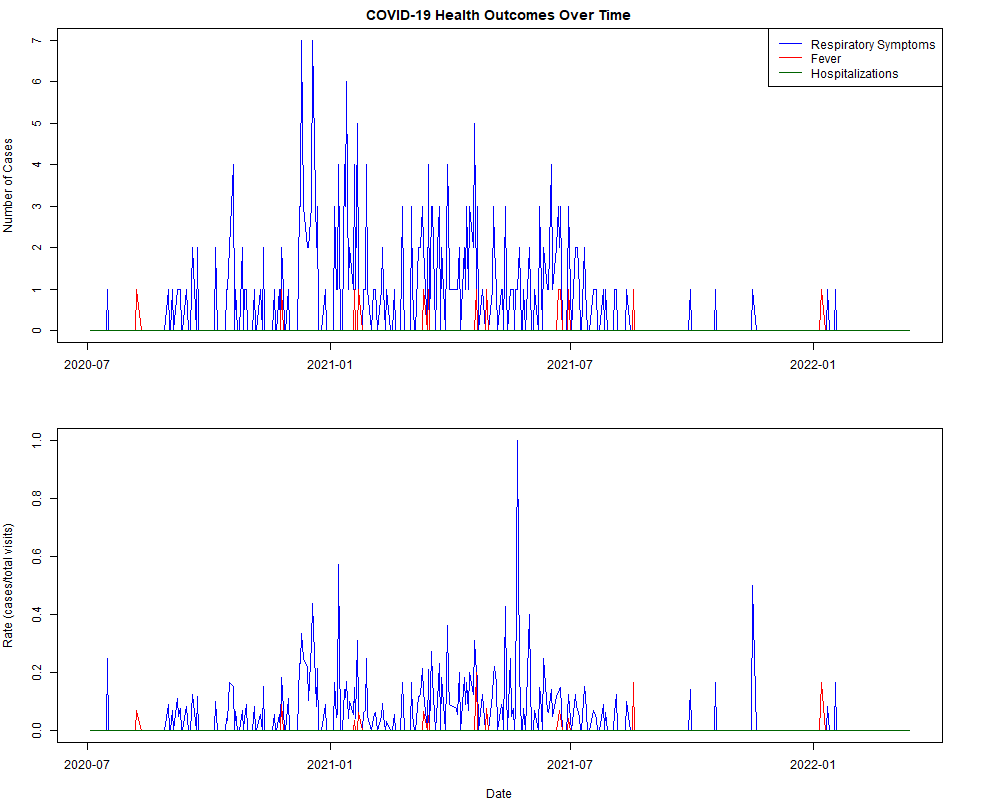 COVID-19 Health Outcomes Over Time
Respiratory Symptoms
Fever
Hospitalizations
Number of Cases
7
6
5
4
3
2
1
0
2020-07 2021-01 2021-07 2022-01
Rate (cases/total visits)
1.0
0.8
0.6
0.4
0.2
0.0
2020-07 2021-01 2021-07 2022-01
Date